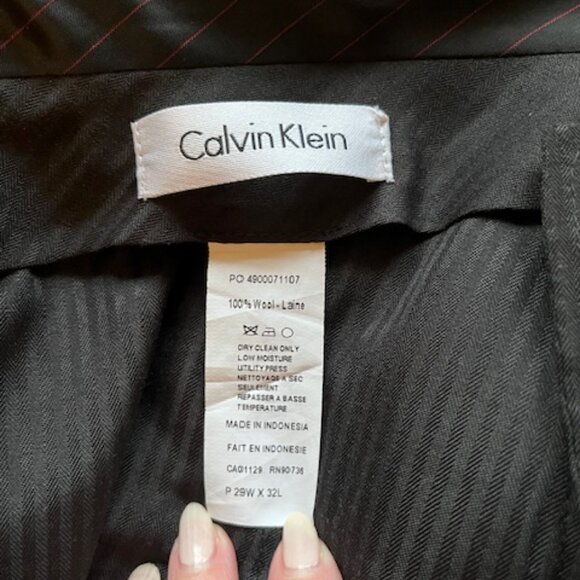 Calvin Klein
PO 4900071107
100% Wool - Laine
DRY CLEAN ONLY
LOW MOISTURE
UTILITY PRESS
NETTOYAGE A SEC
SEULEMENT
REPASSER A BASSE
TEMPERATURE
MADE IN INDONESIA
FAIT EN INDONESIE
CA01129 RN90736
P 29W X 32L